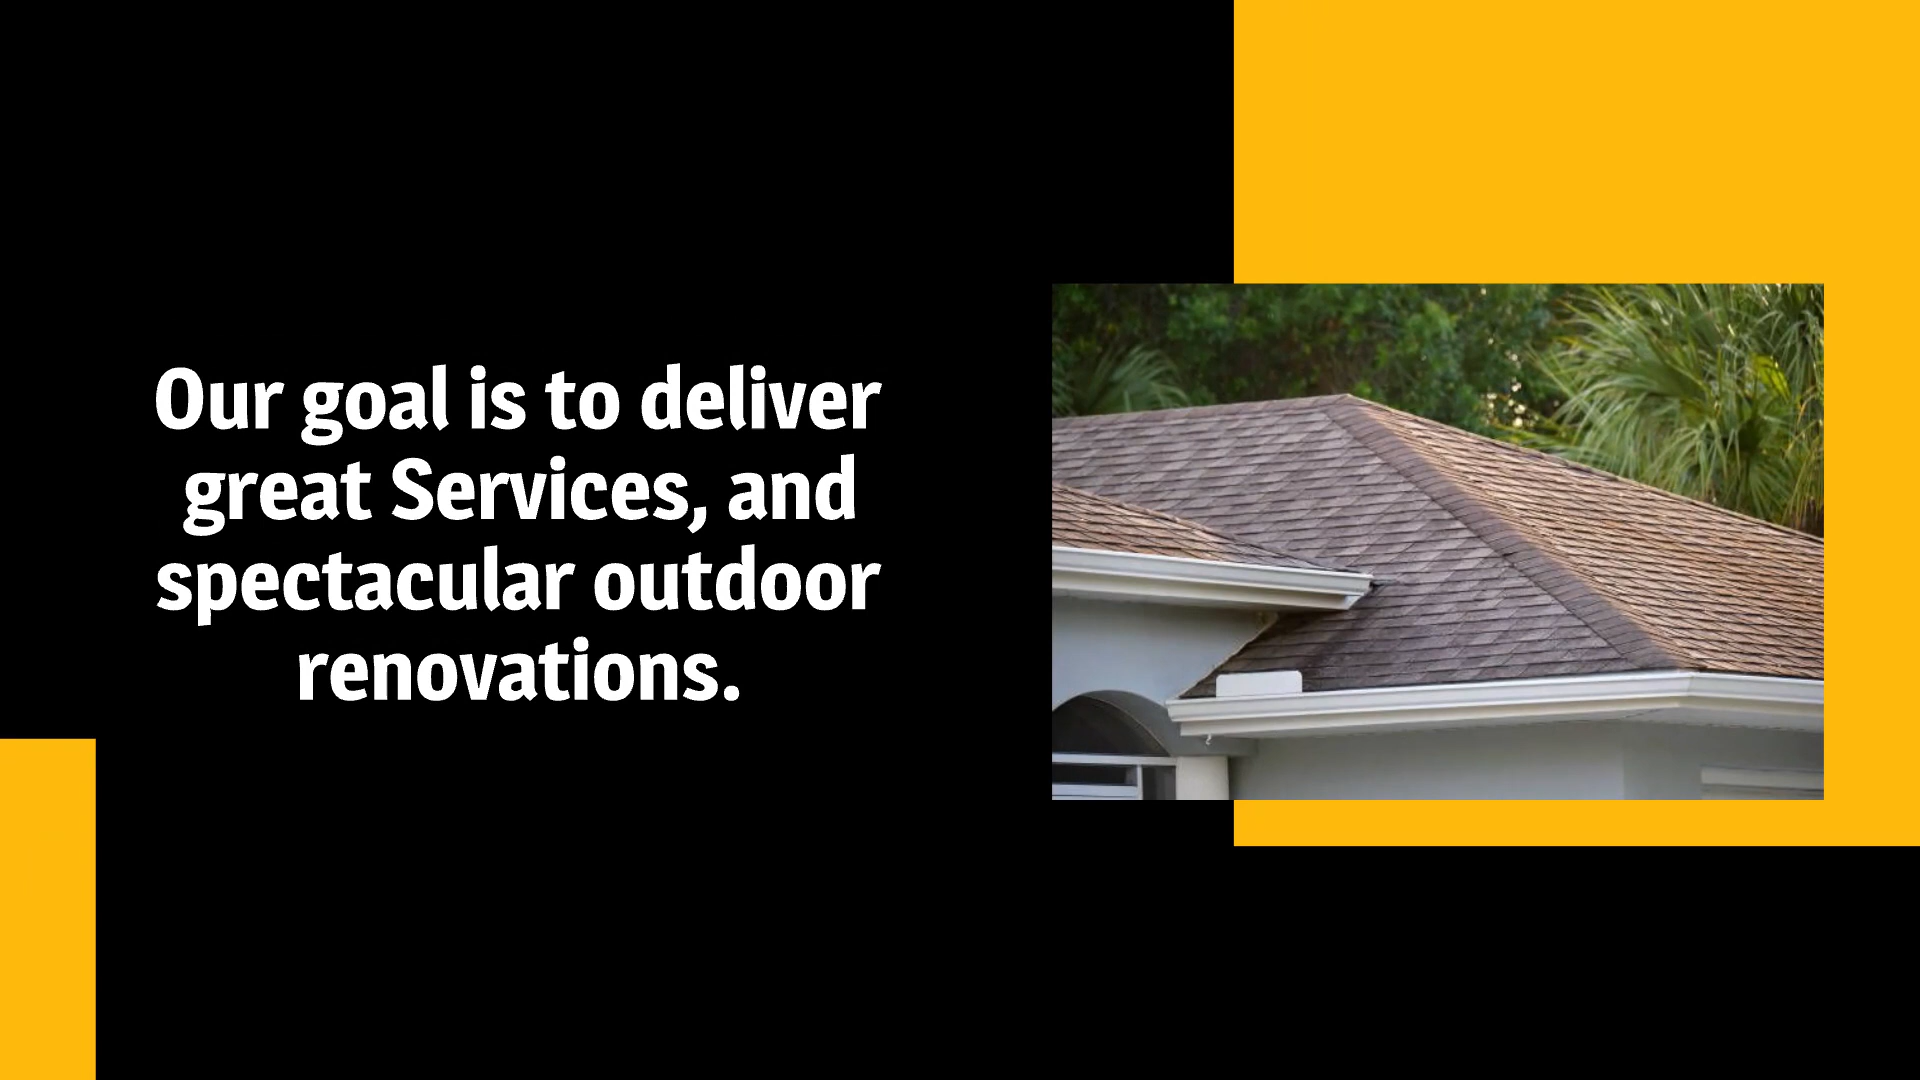 Our goal is to deliver
great Services, and
spectacular outdoor
renovations.